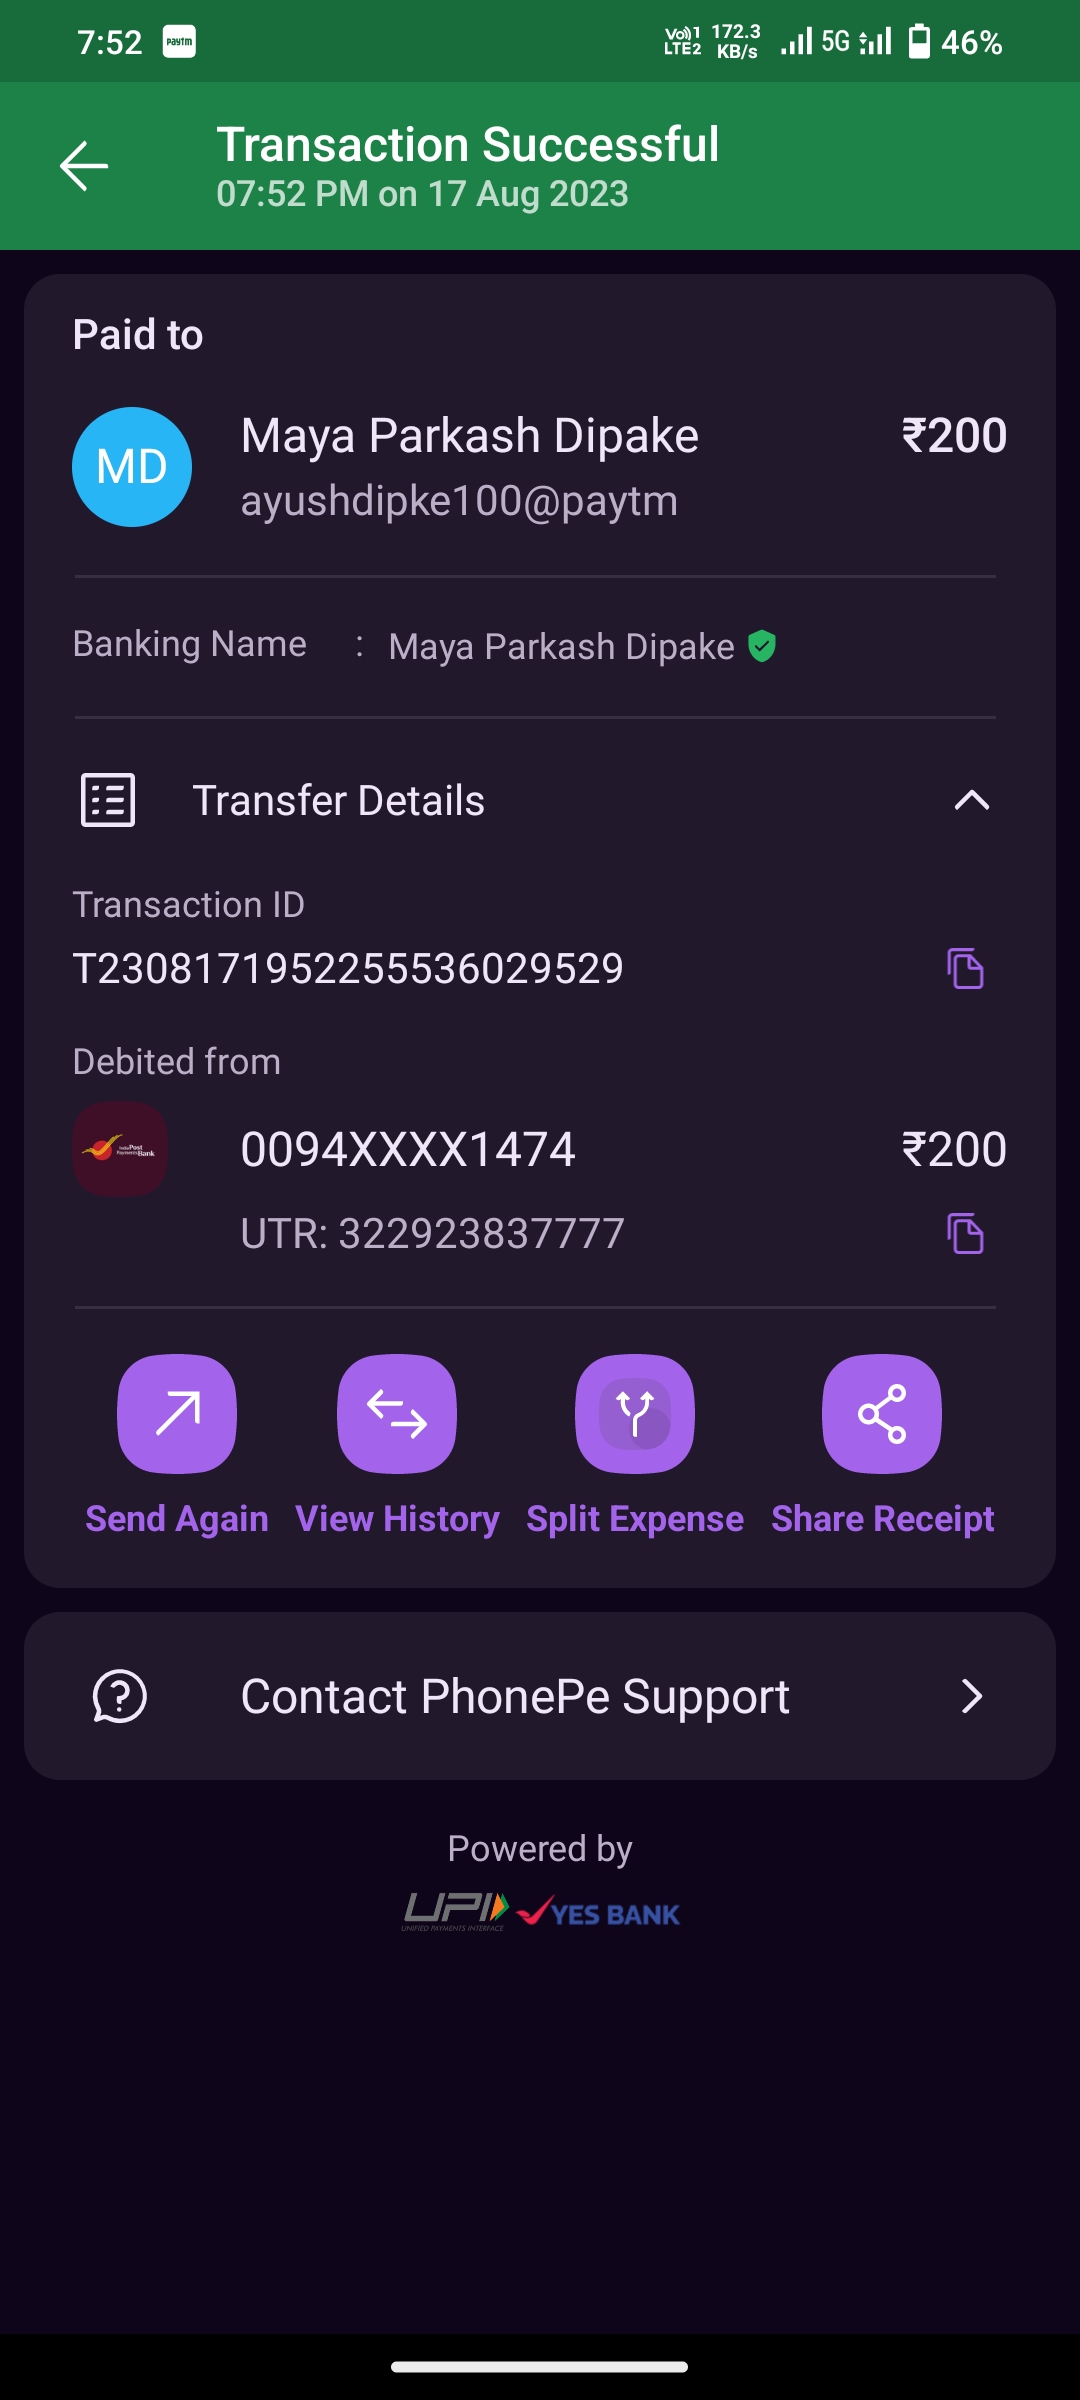 7:52 paytm Vo))1 LTE2 172.3 KB/s 5G 46%
Transaction Successful
07:52 PM on 17 Aug 2023
Paid to
MD Maya Parkash Dipake ₹200
ayushdipke100@paytm
Banking Name : Maya Parkash Dipake
Transfer Details
Transaction ID
T2308171952255536029529
Debited from
India Post Payments Bank
0094XXXX1474 ₹200
UTR: 322923837777
Send Again View History Split Expense Share Receipt
Contact PhonePe Support
Powered by
UPI YES BANK
UNIFIED PAYMENTS INTERFACE